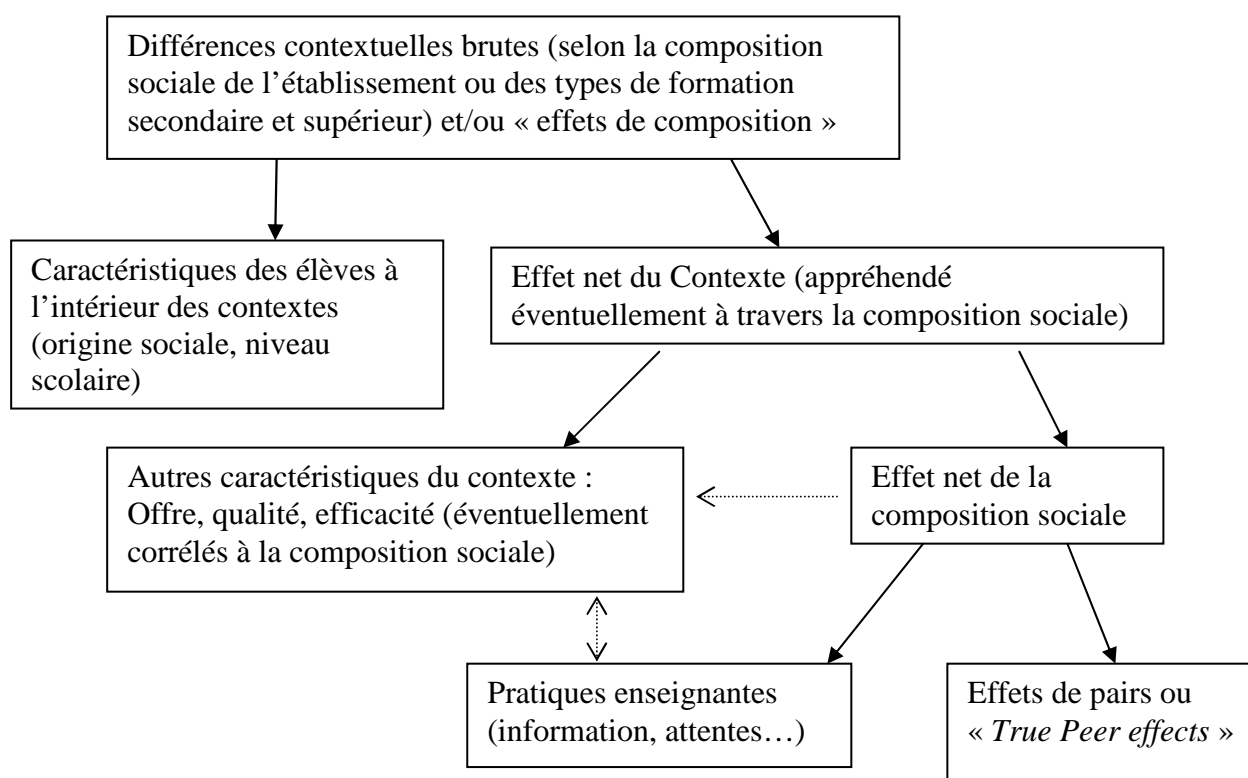 Différences contextuelles brutes (selon la composition
sociale de l’établissement ou des types de formation
secondaire et supérieur) et/ou « effets de composition »
Caractéristiques des élèves à
l’intérieur des contextes
(origine sociale, niveau
scolaire)
Effet net du Contexte (appréhendé
éventuellement à travers la composition sociale)
Autres caractéristiques du contexte :
Offre, qualité, efficacité (éventuellement
corrélés à la composition sociale)
Effet net de la
composition sociale
Pratiques enseignantes
(information, attentes…)
Effets de pairs ou
« True Peer effects »